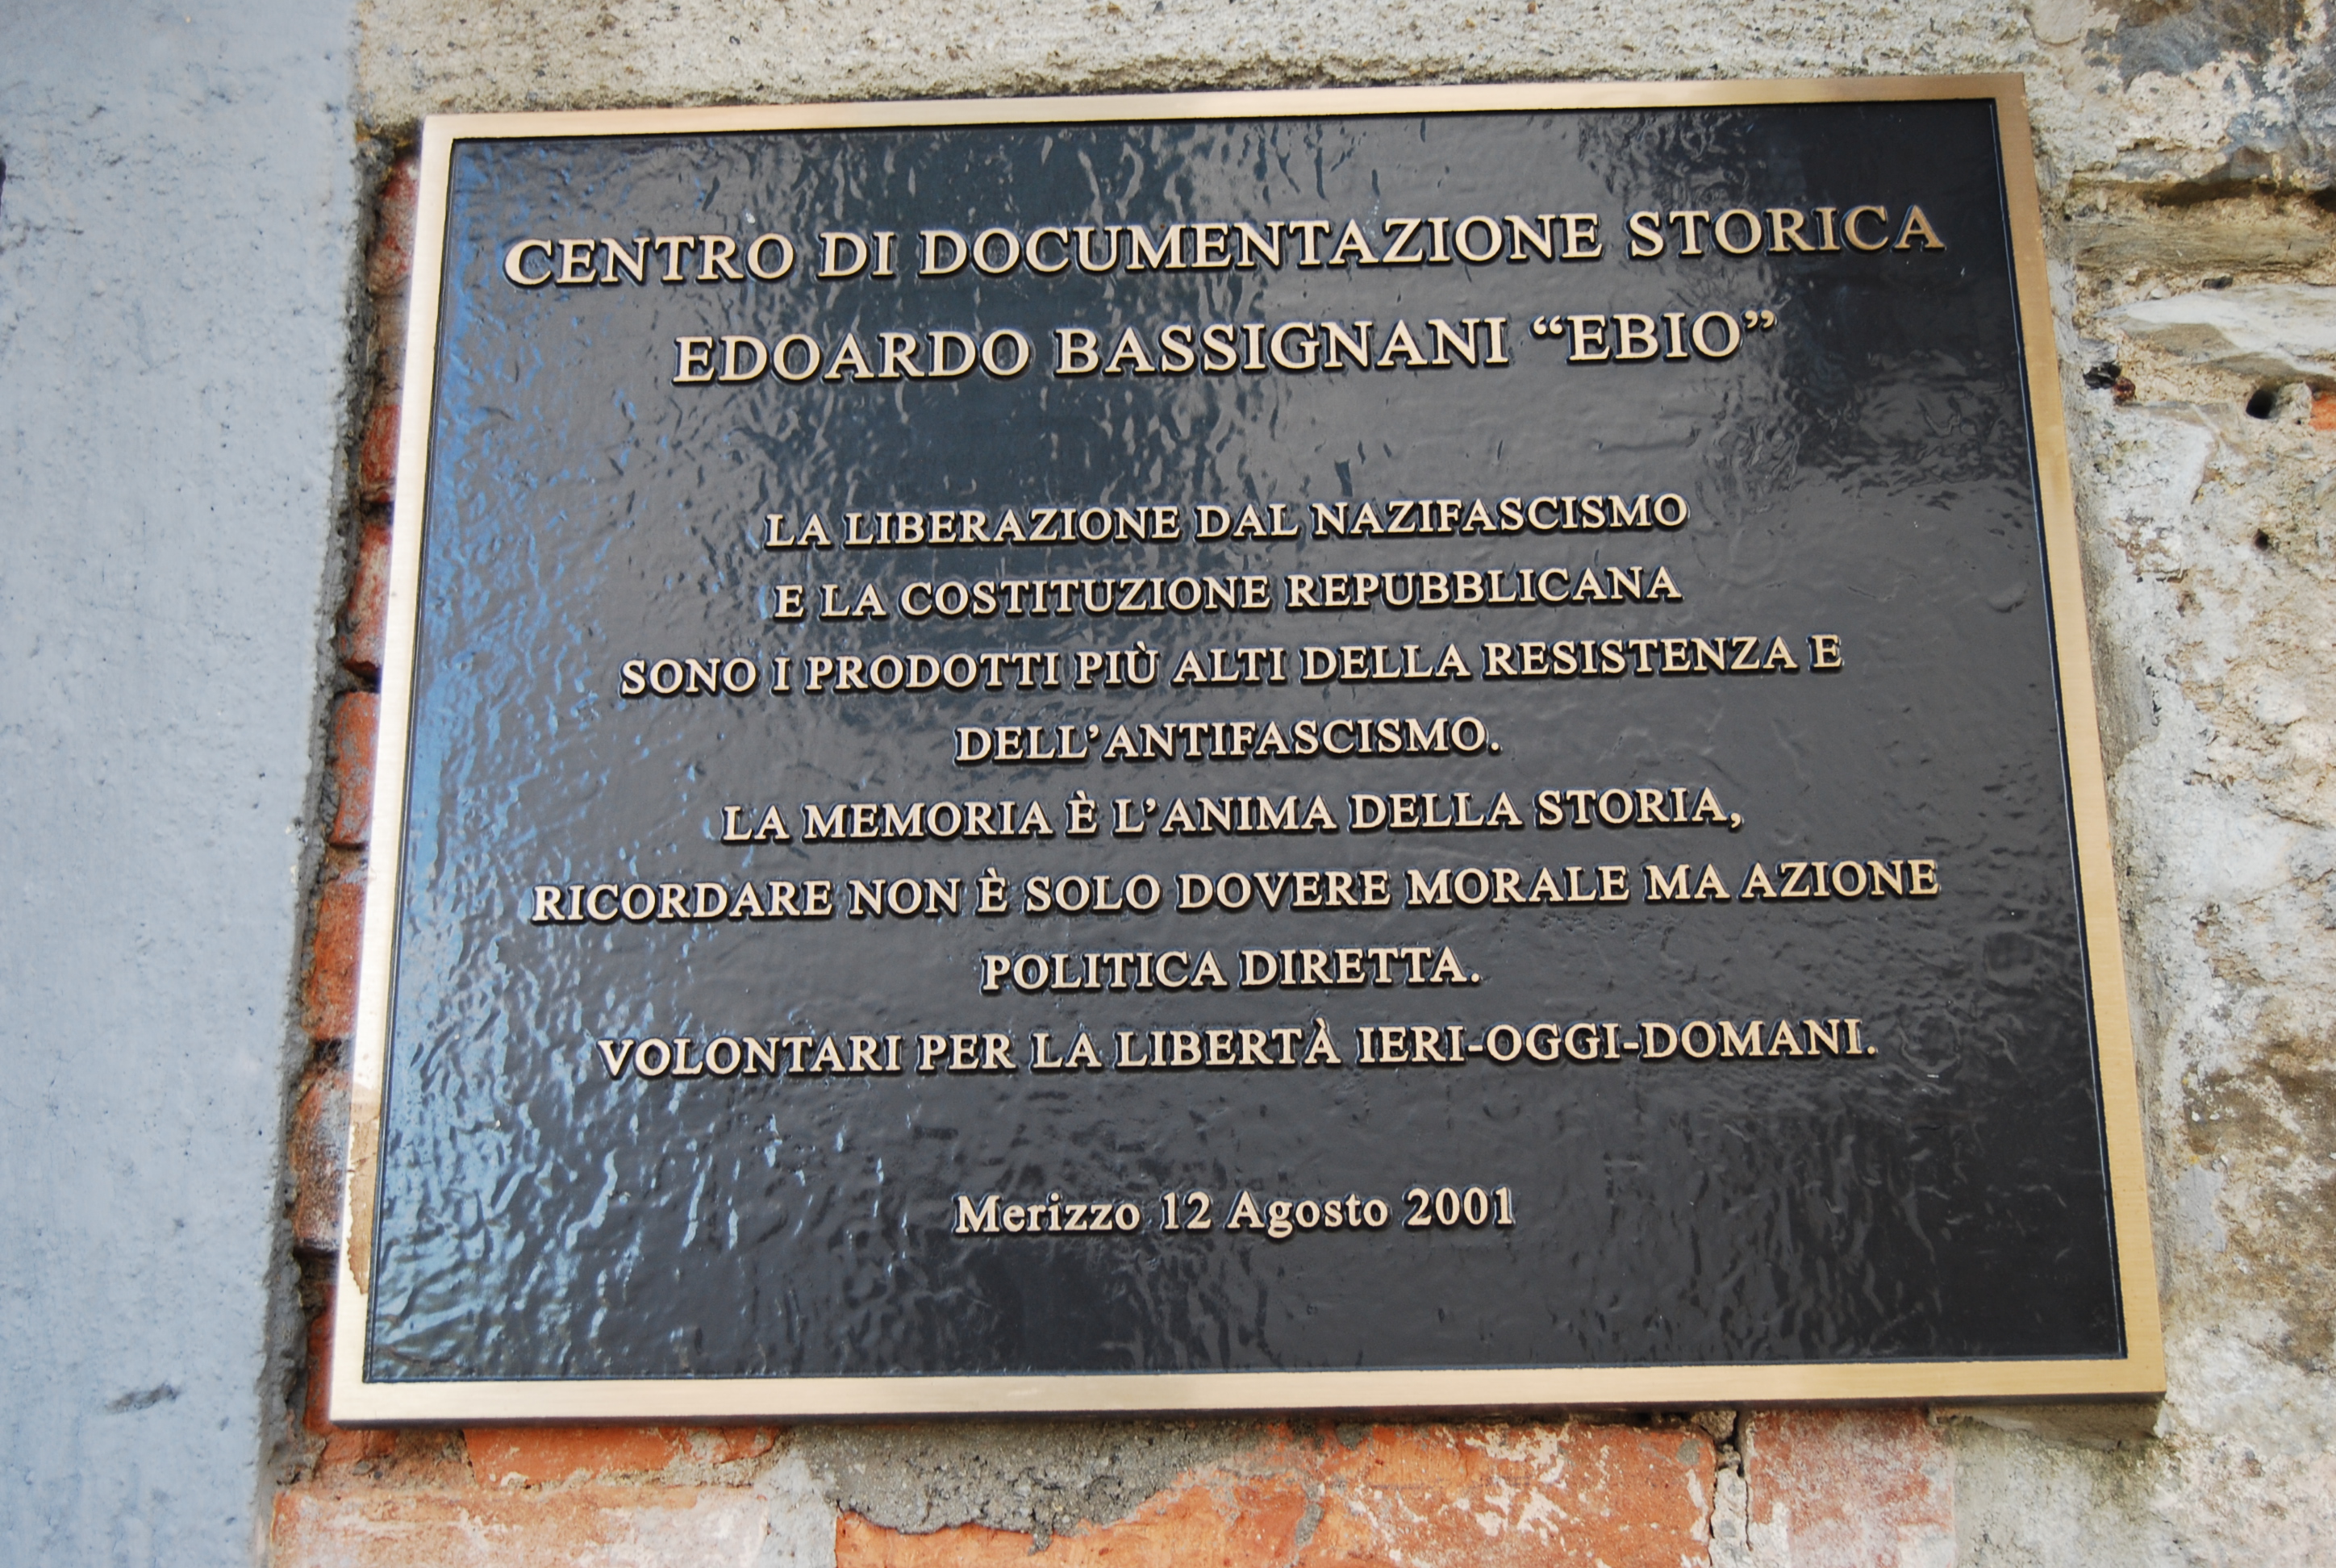 CENTRO DI DOCUMENTAZIONE STORICA
EDOARDO BASSIGNANI “EBIO”
LA LIBERAZIONE DAL NAZIFASCISMO
E LA COSTITUZIONE REPUBBLICANA
SONO I PRODOTTI PIÙ ALTI DELLA RESISTENZA E
DELL’ANTIFASCISMO.
LA MEMORIA È L’ANIMA DELLA STORIA,
RICORDARE NON È SOLO DOVERE MORALE MA AZIONE
POLITICA DIRETTA.
VOLONTARI PER LA LIBERTÀ IERI-OGGI-DOMANI.
Merizzo 12 Agosto 2001